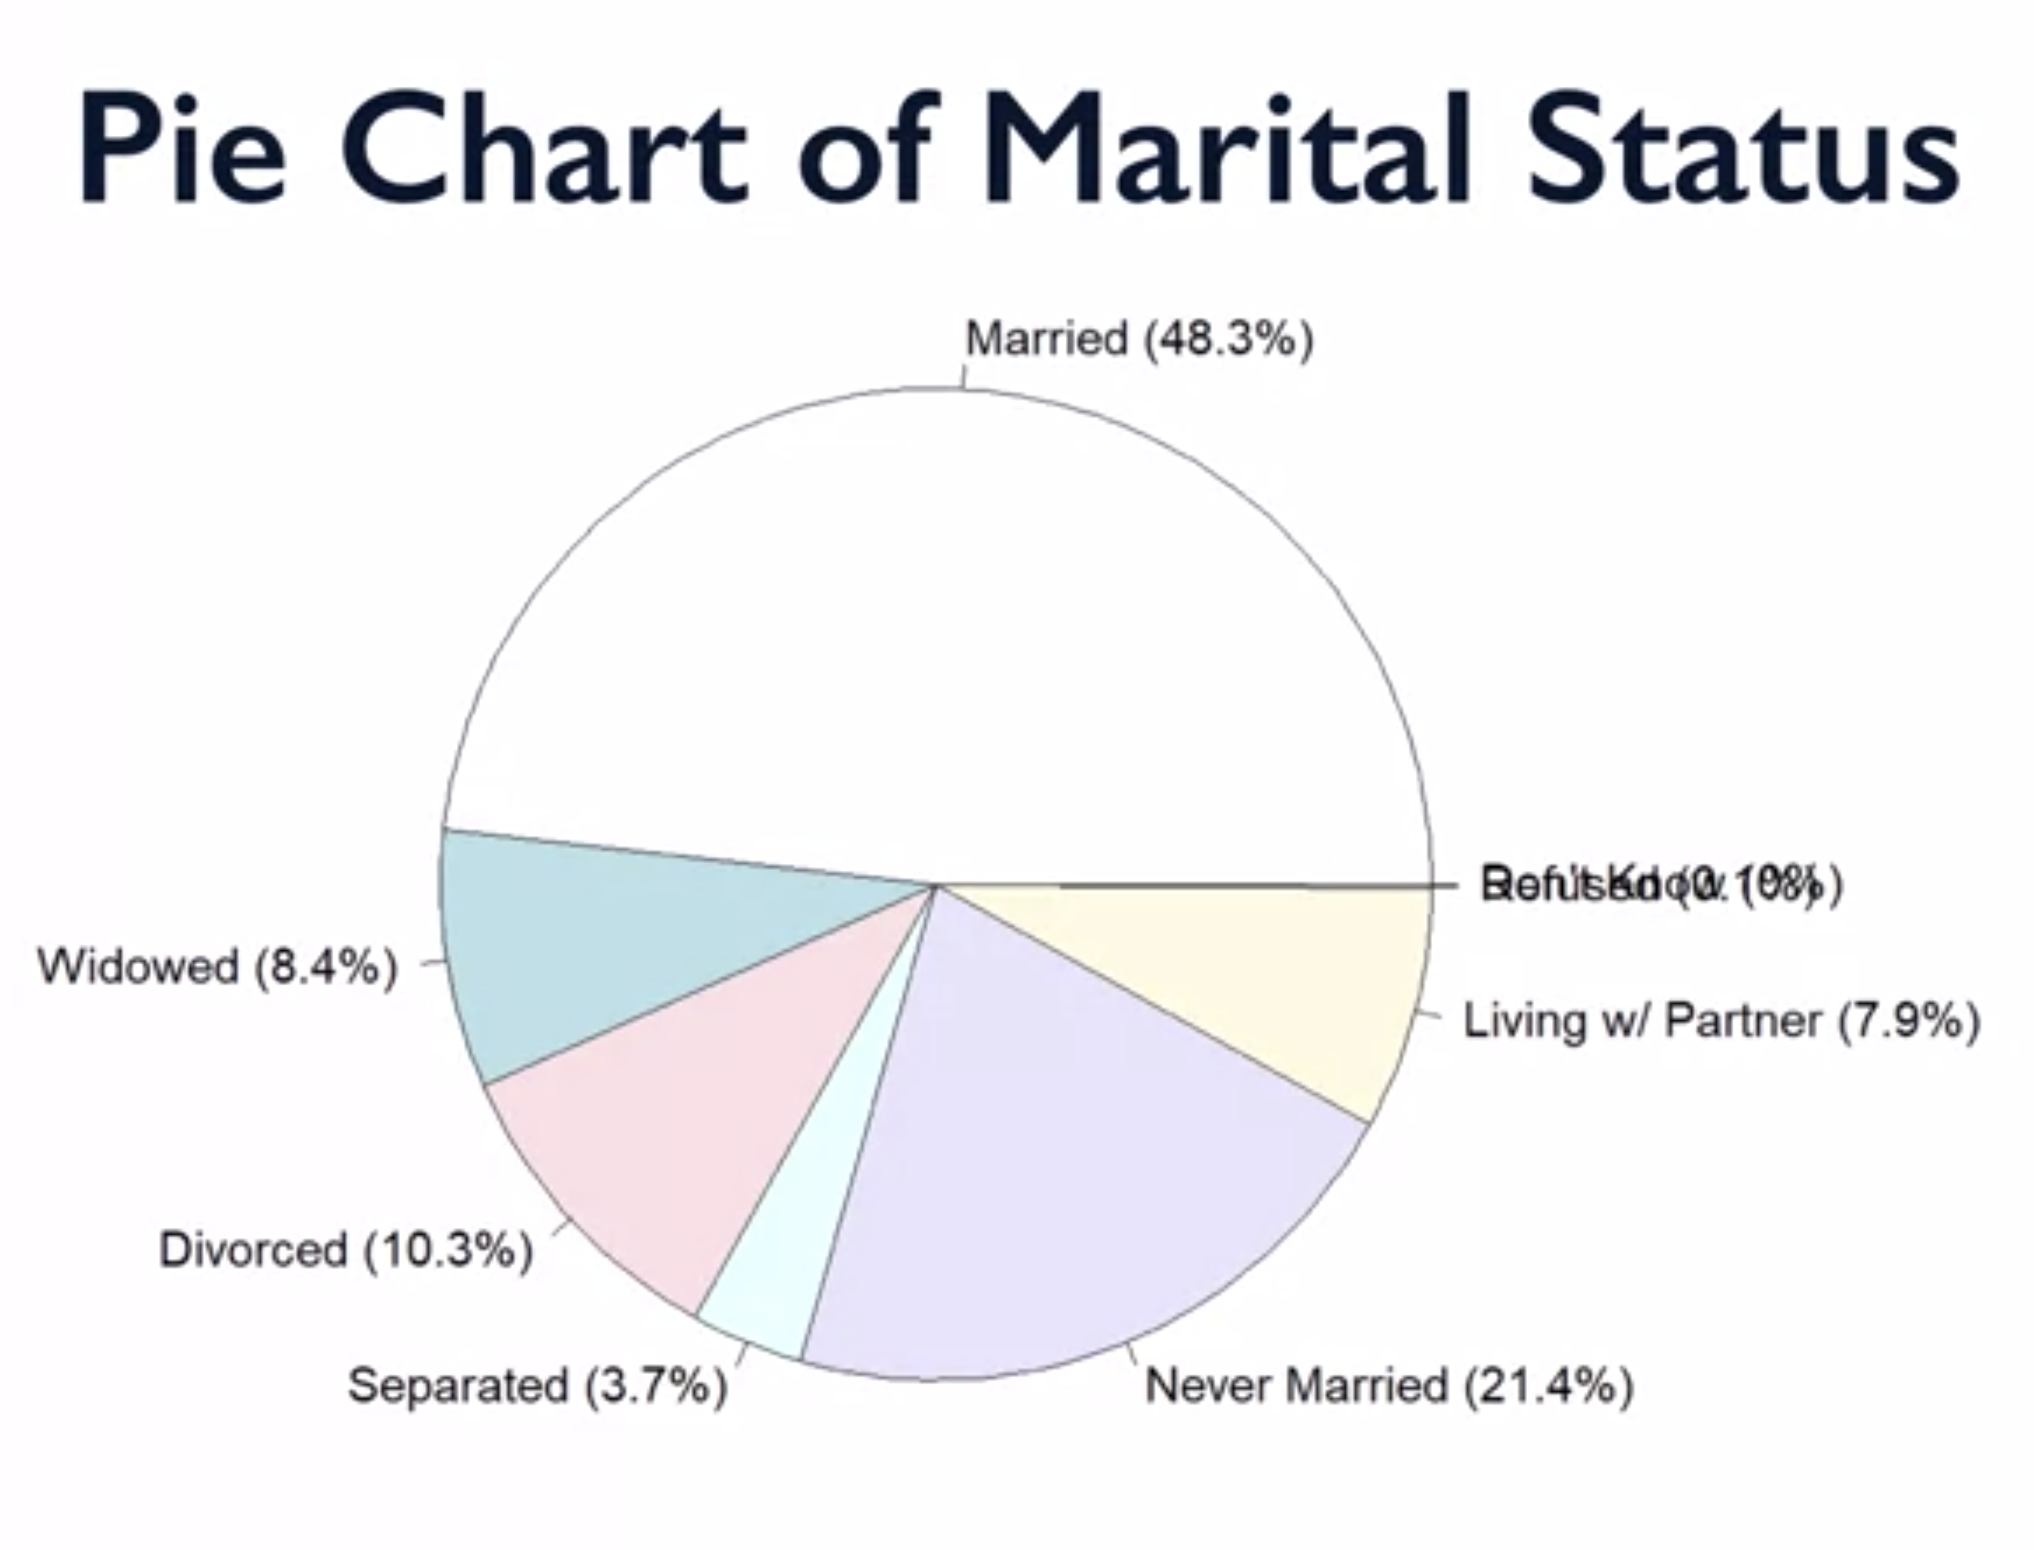 Pie Chart of Marital Status
Married (48.3%)
Widowed (8.4%)
Living w/ Partner (7.9%)
Divorced (10.3%)
Separated (3.7%)
Never Married (21.4%)